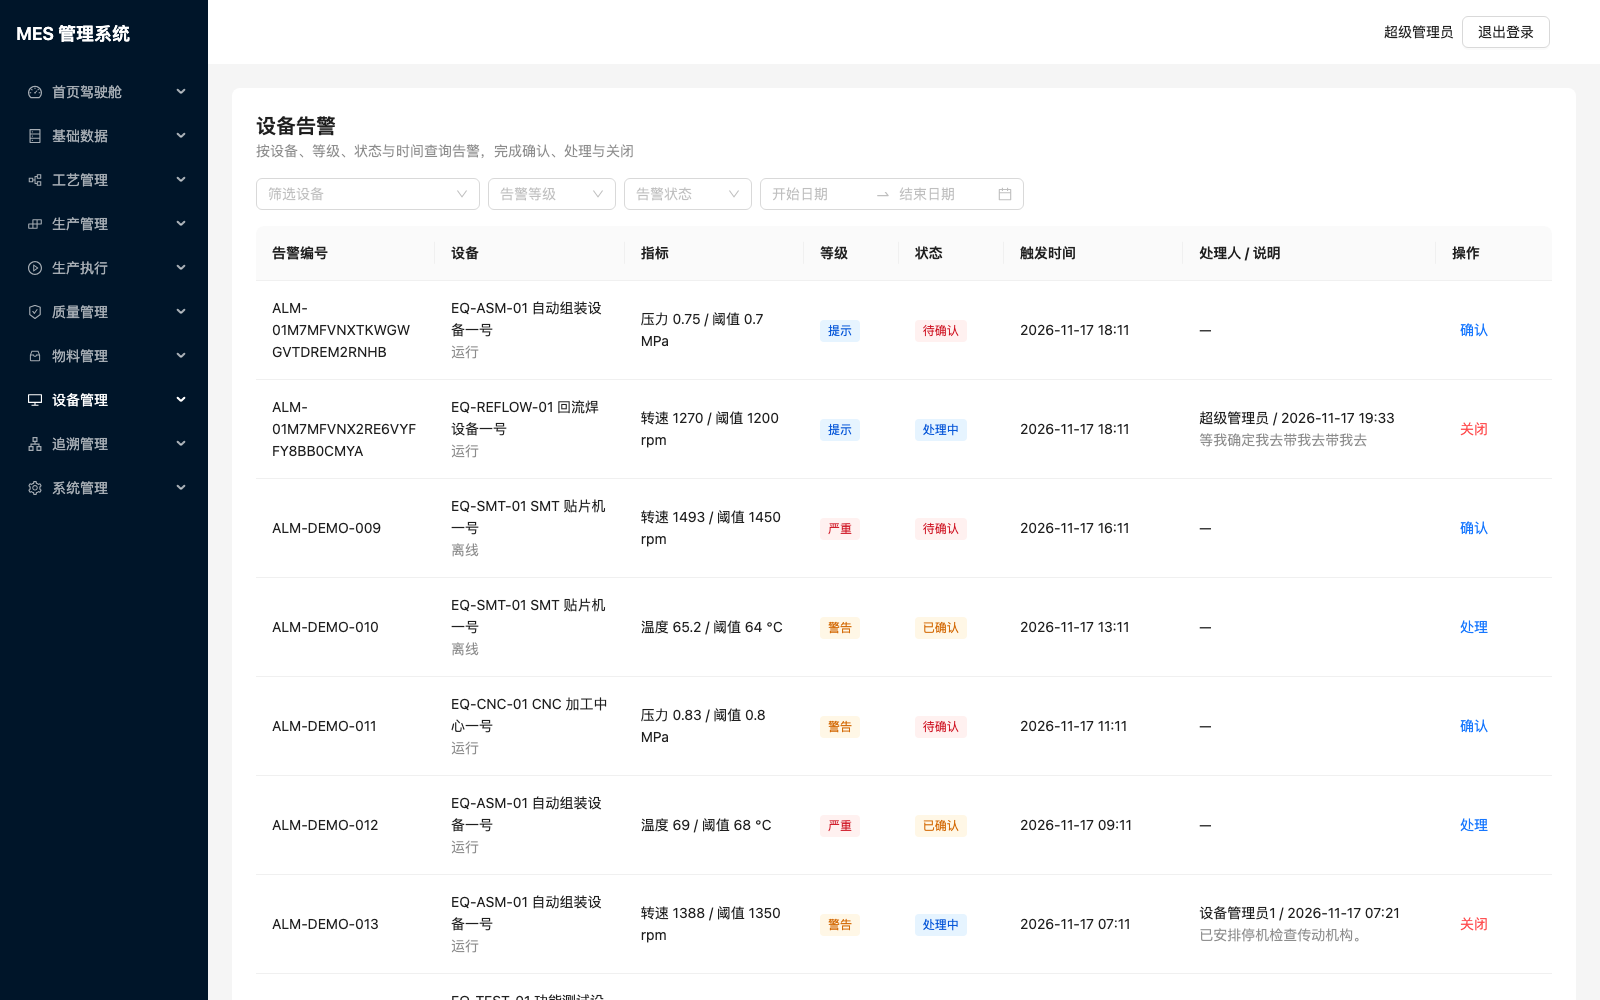 MES 管理系统
首页驾驶舱
基础数据
工艺管理
生产管理
生产执行
质量管理
物料管理
设备管理
追溯管理
系统管理
超级管理员
退出登录
设备告警
按设备、等级、状态与时间查询告警，完成确认、处理与关闭
筛选设备
告警等级
告警状态
开始日期
结束日期
告警编号
设备
指标
等级
状态
触发时间
处理人 / 说明
操作
ALM-
01M7MFVNXTKWGW
GVTDREM2RNHB
EQ-ASM-01 自动组装设
备一号
运行
压力 0.75 / 阈值 0.7
MPa
提示
待确认
2026-11-17 18:11
—
确认
ALM-
01M7MFVNX2RE6VYF
FY8BB0CMYA
EQ-REFLOW-01 回流焊
设备一号
运行
转速 1270 / 阈值 1200
rpm
提示
处理中
2026-11-17 18:11
超级管理员 / 2026-11-17 19:33
等我确定我去带我去带我去
关闭
ALM-DEMO-009
EQ-SMT-01 SMT 贴片机
一号
离线
转速 1493 / 阈值 1450
rpm
严重
待确认
2026-11-17 16:11
—
确认
ALM-DEMO-010
EQ-SMT-01 SMT 贴片机
一号
离线
温度 65.2 / 阈值 64 °C
警告
已确认
2026-11-17 13:11
—
处理
ALM-DEMO-011
EQ-CNC-01 CNC 加工中
心一号
运行
压力 0.83 / 阈值 0.8
MPa
警告
待确认
2026-11-17 11:11
—
确认
ALM-DEMO-012
EQ-ASM-01 自动组装设
备一号
运行
温度 69 / 阈值 68 °C
严重
已确认
2026-11-17 09:11
—
处理
ALM-DEMO-013
EQ-ASM-01 自动组装设
备一号
运行
转速 1388 / 阈值 1350
rpm
警告
处理中
2026-11-17 07:11
设备管理员1 / 2026-11-17 07:21
已安排停机检查传动机构。
关闭
EQ-TEST-01 功能测试设